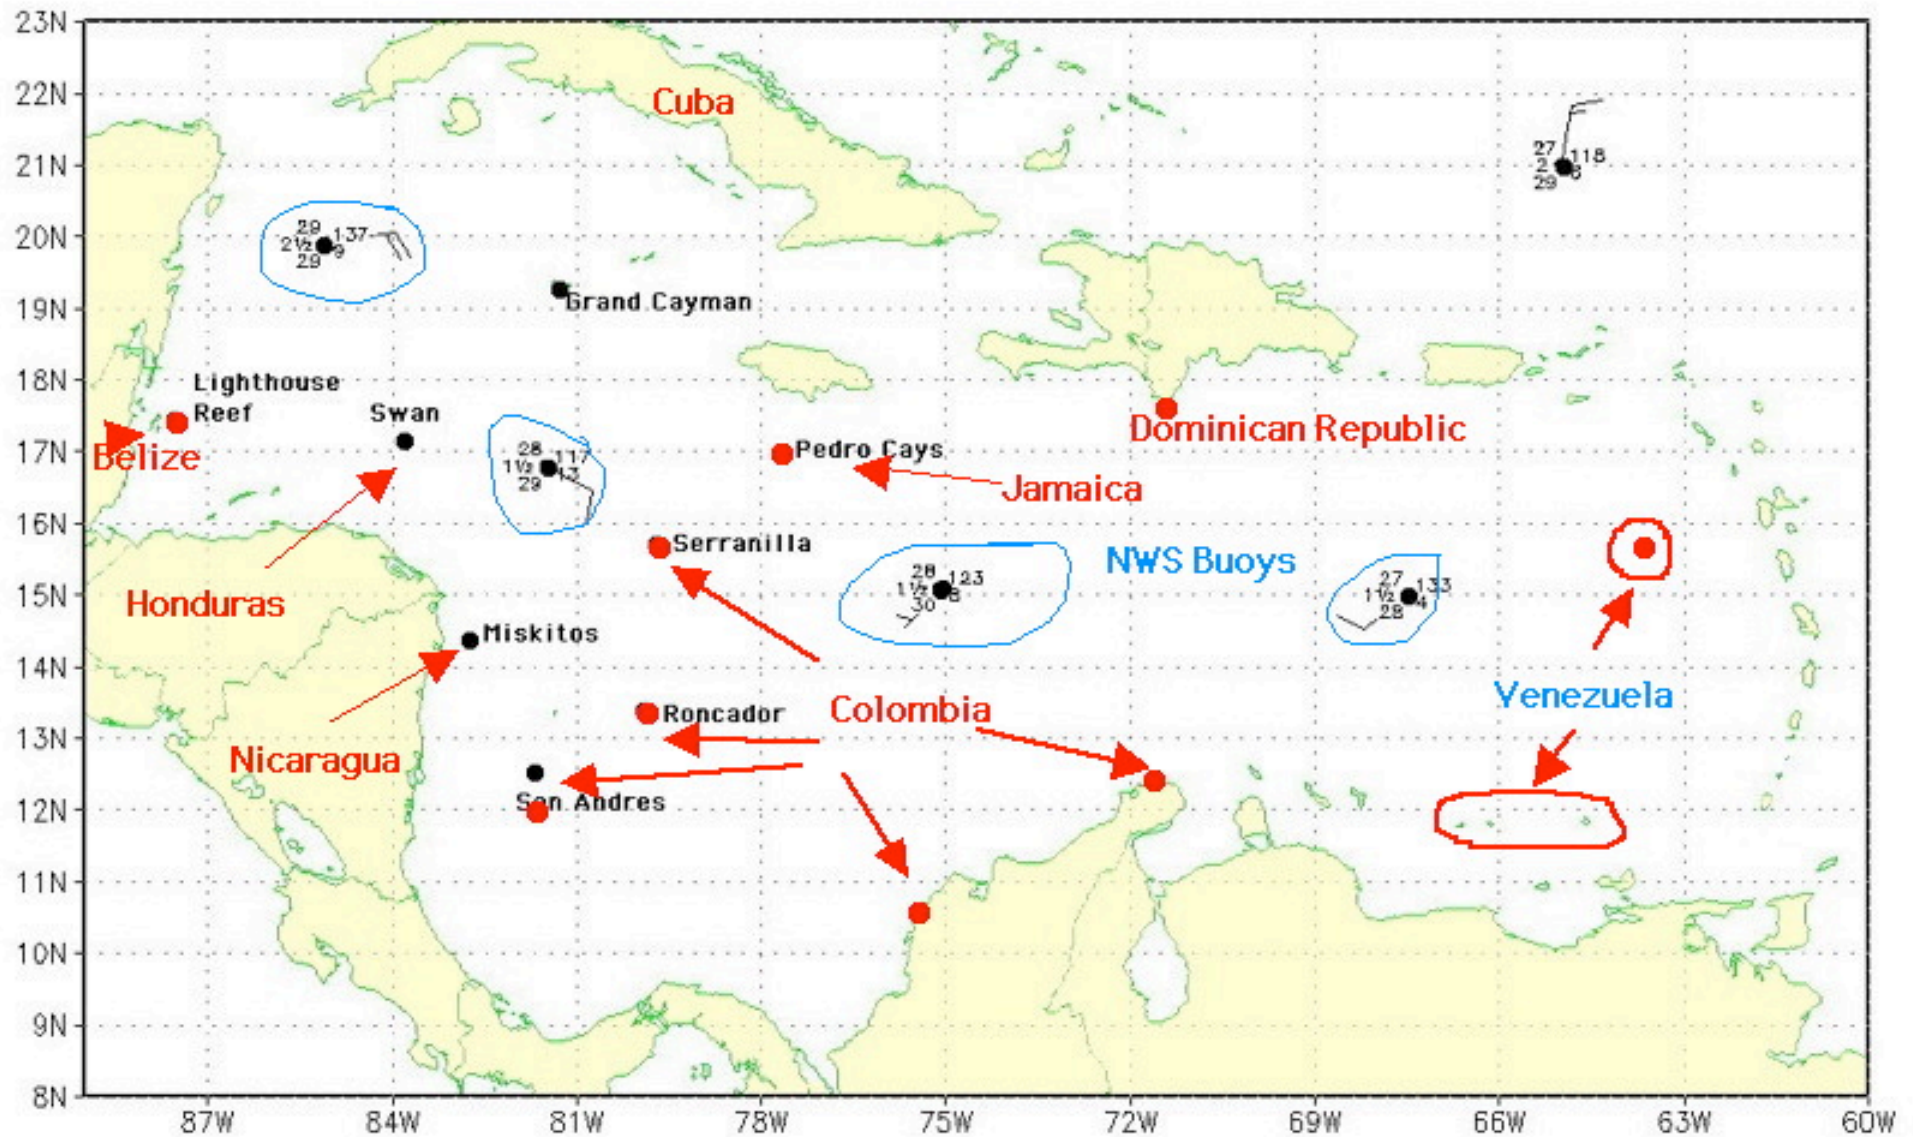 23N
22N
21N
20N
19N
18N
17N
16N
15N
14N
13N
12N
11N
10N
9N
8N
Cuba
27
118
2
8
29
29
137
2½
9
29
Grand Cayman
Lighthouse
Reef
Swan
Belize
28
117
1½
13
29
Pedro Cays
Dominican Republic
Jamaica
Serranilla
NWS Buoys
28
123
1½
8
30
27
133
1½
4
28
Honduras
Miskitos
Venezuela
Roncador
Colombia
Nicaragua
San Andres
87W
84W
81W
78W
75W
72W
69W
66W
63W
60W